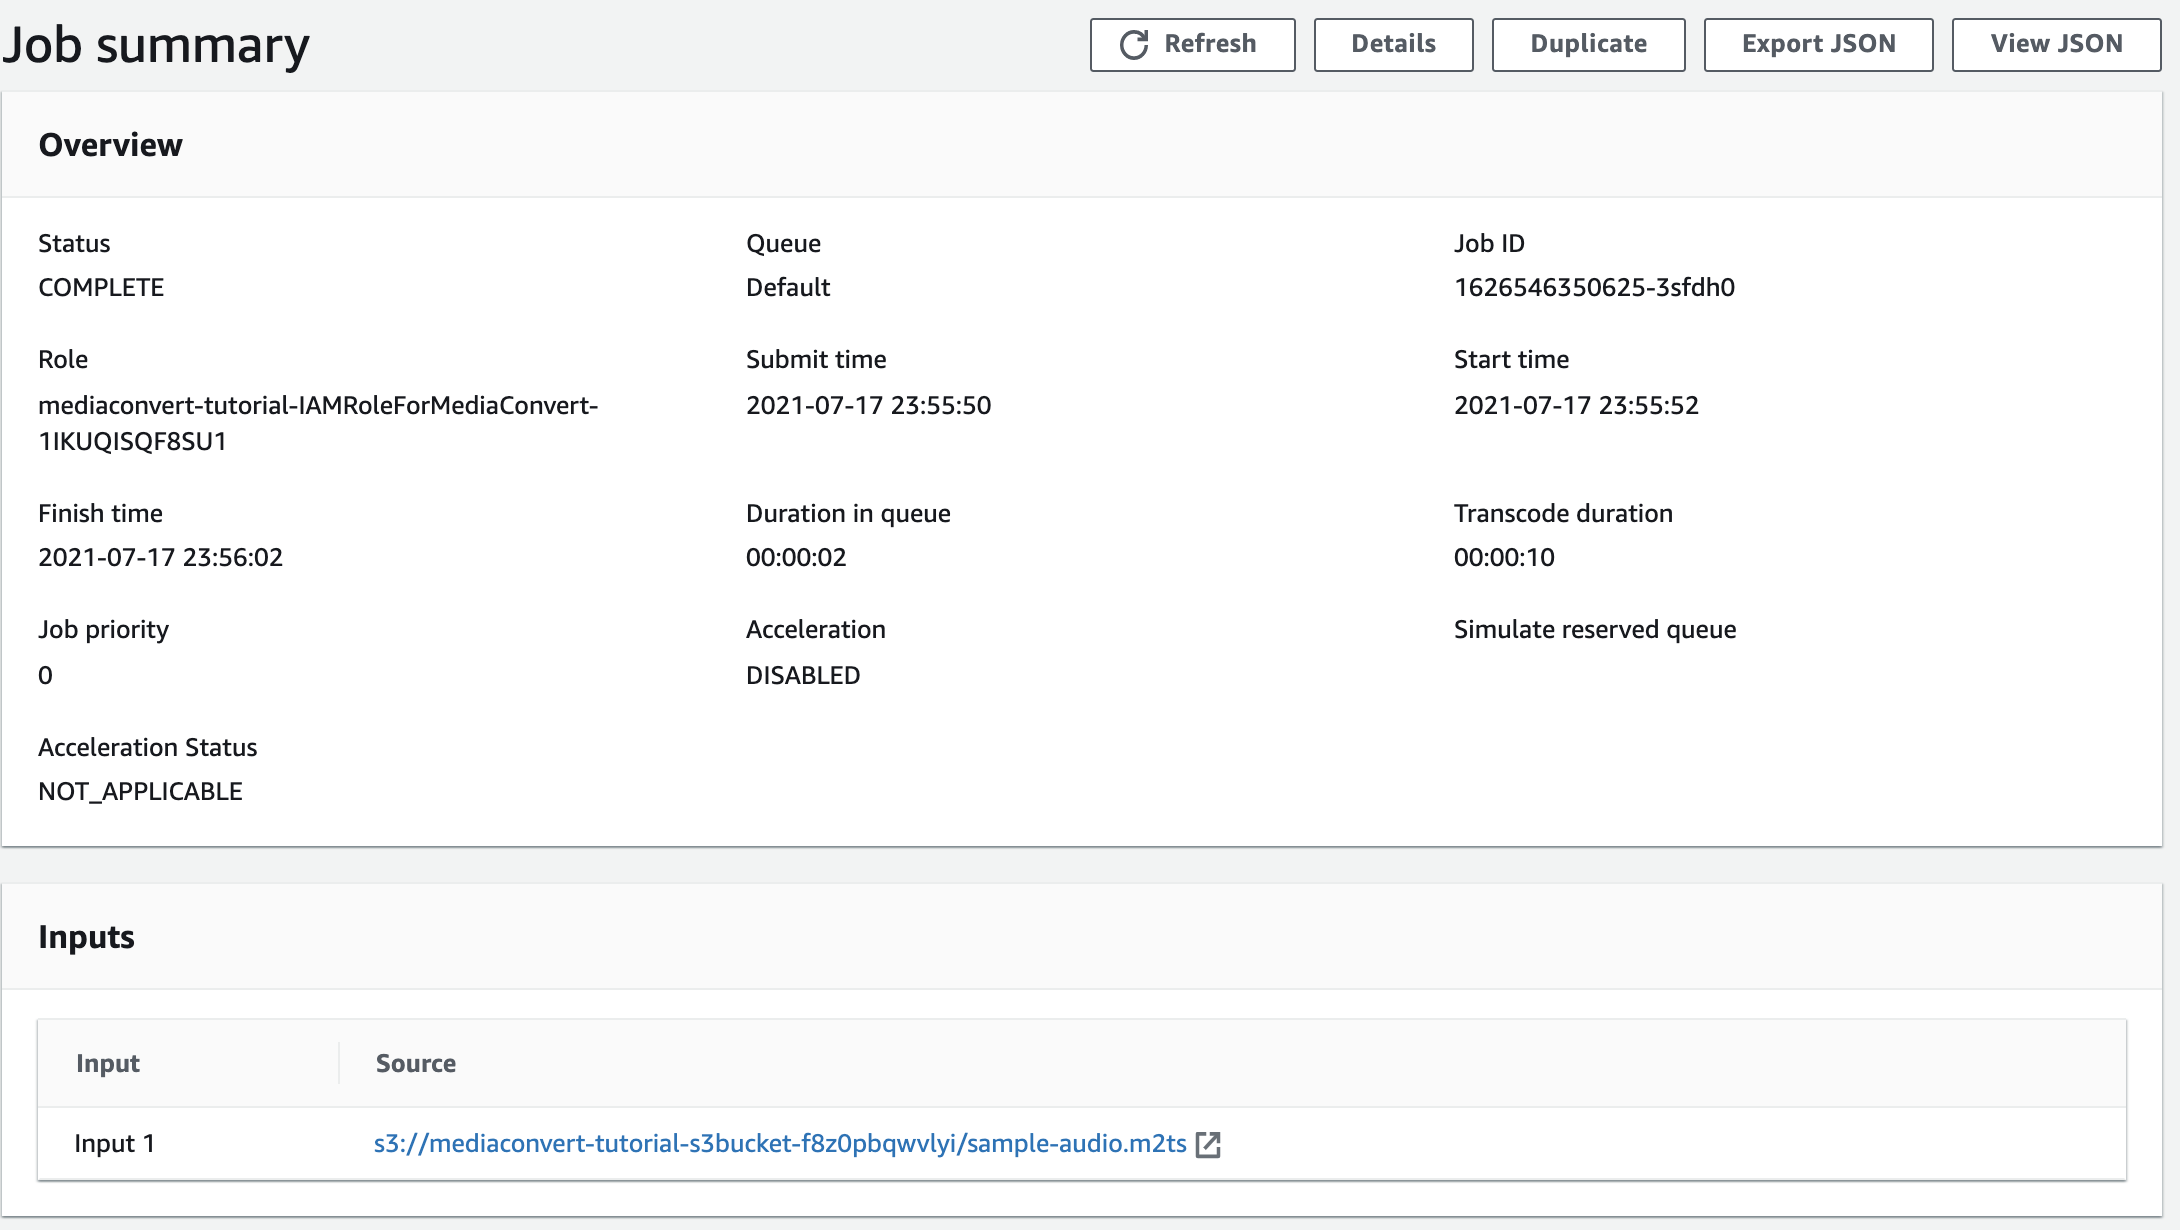 Job summary
Refresh
Details
Duplicate
Export JSON
View JSON
Overview
Status
COMPLETE
Queue
Default
Job ID
1626546350625-3sfdh0
Role
mediaconvert-tutorial-IAMRoleForMediaConvert-
1IKUQISQF8SU1
Submit time
2021-07-17 23:55:50
Start time
2021-07-17 23:55:52
Finish time
2021-07-17 23:56:02
Duration in queue
00:00:02
Transcode duration
00:00:10
Job priority
0
Acceleration
DISABLED
Simulate reserved queue
Acceleration Status
NOT_APPLICABLE
Inputs
Input
Source
Input 1
s3://mediaconvert-tutorial-s3bucket-f8z0pbqwvlyi/sample-audio.m2ts